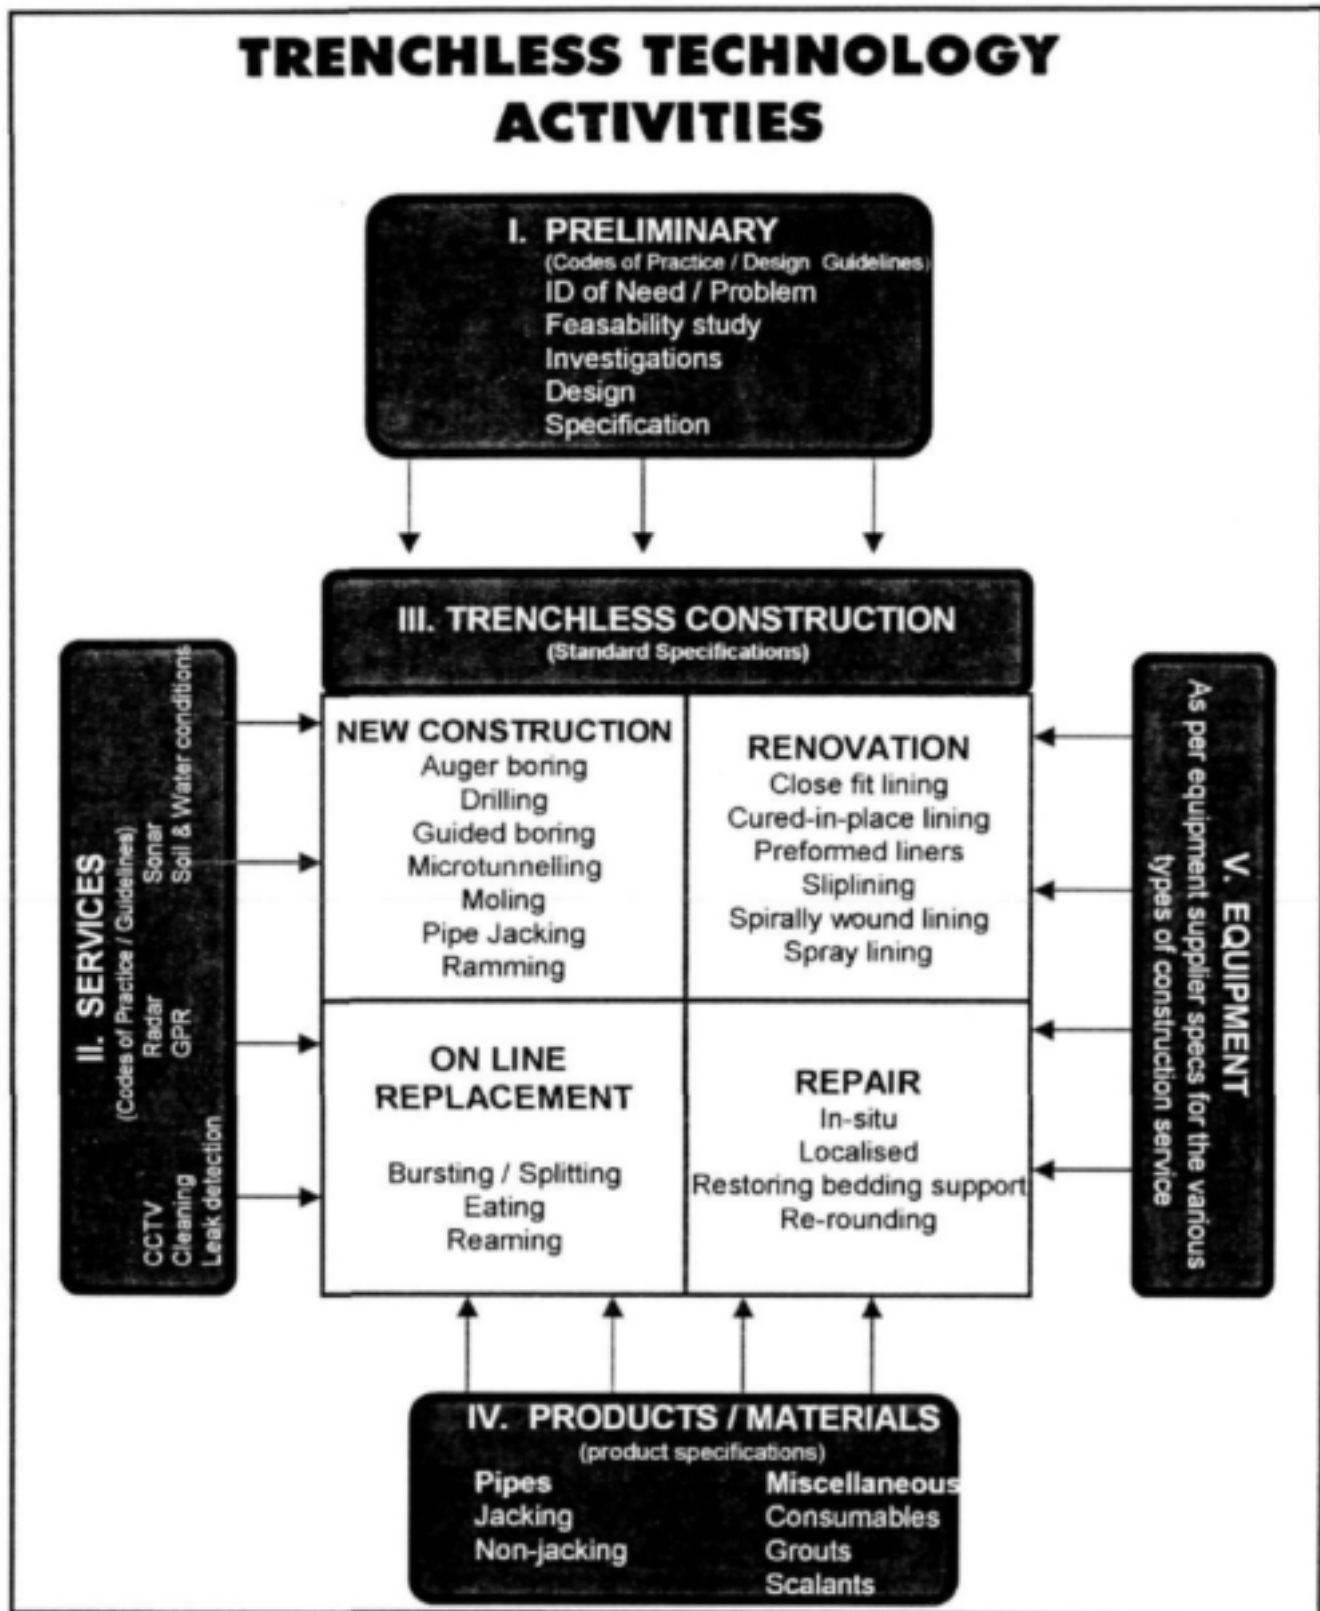 TRENCHLESS TECHNOLOGY
ACTIVITIES
I. PRELIMINARY
(Codes of Practice / Design Guidelines)
ID of Need / Problem
Feasability study
Investigations
Design
Specification
III. TRENCHLESS CONSTRUCTION
(Standard Specifications)
II. SERVICES
(Codes of Practice / Guidelines)
CCTV Radar Sonar
Cleaning GPR Soil & Water conditions
Leak detection
NEW CONSTRUCTION
Auger boring
Drilling
Guided boring
Microtunnelling
Moling
Pipe Jacking
Ramming
RENOVATION
Close fit lining
Cured-in-place lining
Preformed liners
Sliplining
Spirally wound lining
Spray lining
ON LINE
REPLACEMENT
Bursting / Splitting
Eating
Reaming
REPAIR
In-situ
Localised
Restoring bedding support
Re-rounding
V. EQUIPMENT
As per equipment supplier specs for the various
types of construction service
IV. PRODUCTS / MATERIALS
(product specifications)
Pipes Miscellaneous
Jacking Consumables
Non-jacking Grouts
Scalants